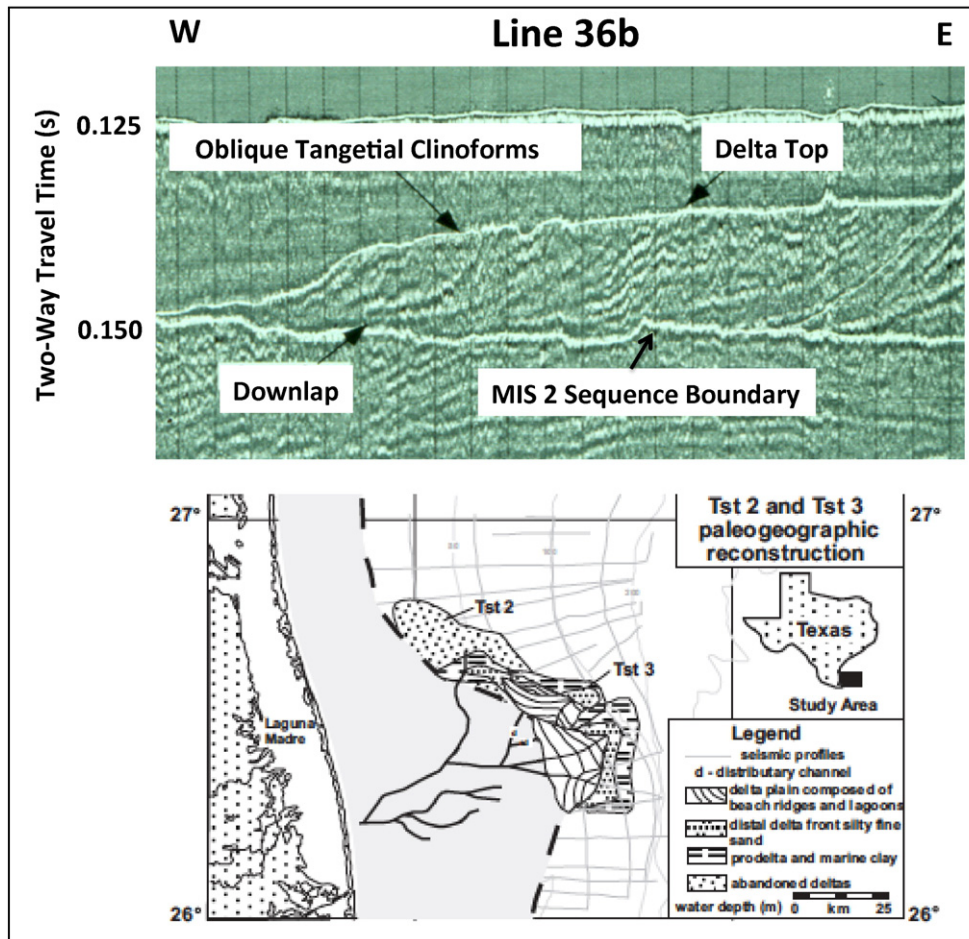 W
Line 36b
E
Two-Way Travel Time (s)
0.125
0.150
Oblique Tangetial Clinoforms
Delta Top
Downlap
MIS 2 Sequence Boundary
27°
27°
Tst 2 and Tst 3
paleogeographic
reconstruction
100
200
Tst 2
Texas
Tst 3
Study Area
Laguna
Madre
d
Legend
seismic profiles
d - distributary channel
delta plain composed of
beach ridges and lagoons
distal delta front silty fine
sand
prodelta and marine clay
abandoned deltas
water depth (m)
0 km 25
26°
26°